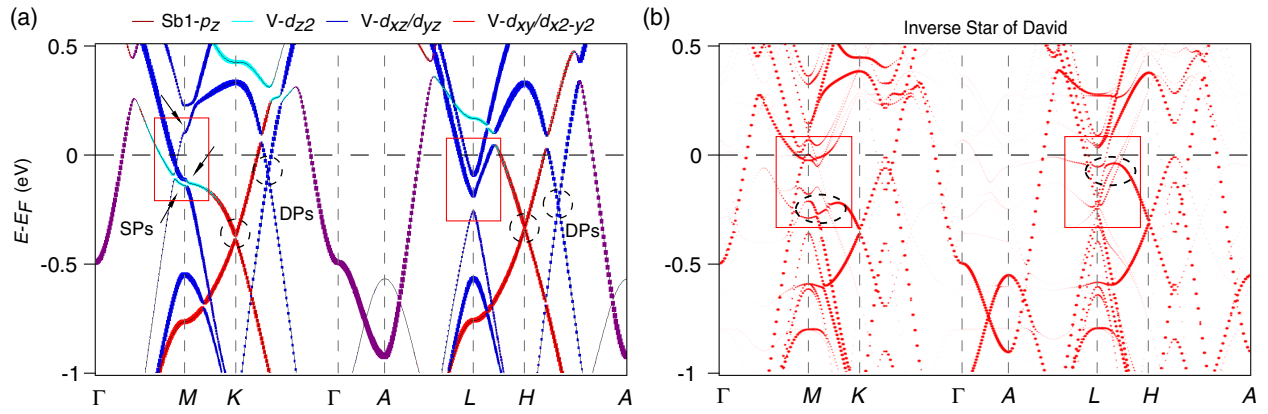 (a)
Sb1-pz V-dz2 V-dxz/dyz V-dxy/dx2-y2
(b)
Inverse Star of David
0.5
0
-0.5
-1
E-EF (eV)
SPs
DPs
DPs
Γ M K Γ A L H A
0.5
0
-0.5
-1
Γ M K Γ A L H A